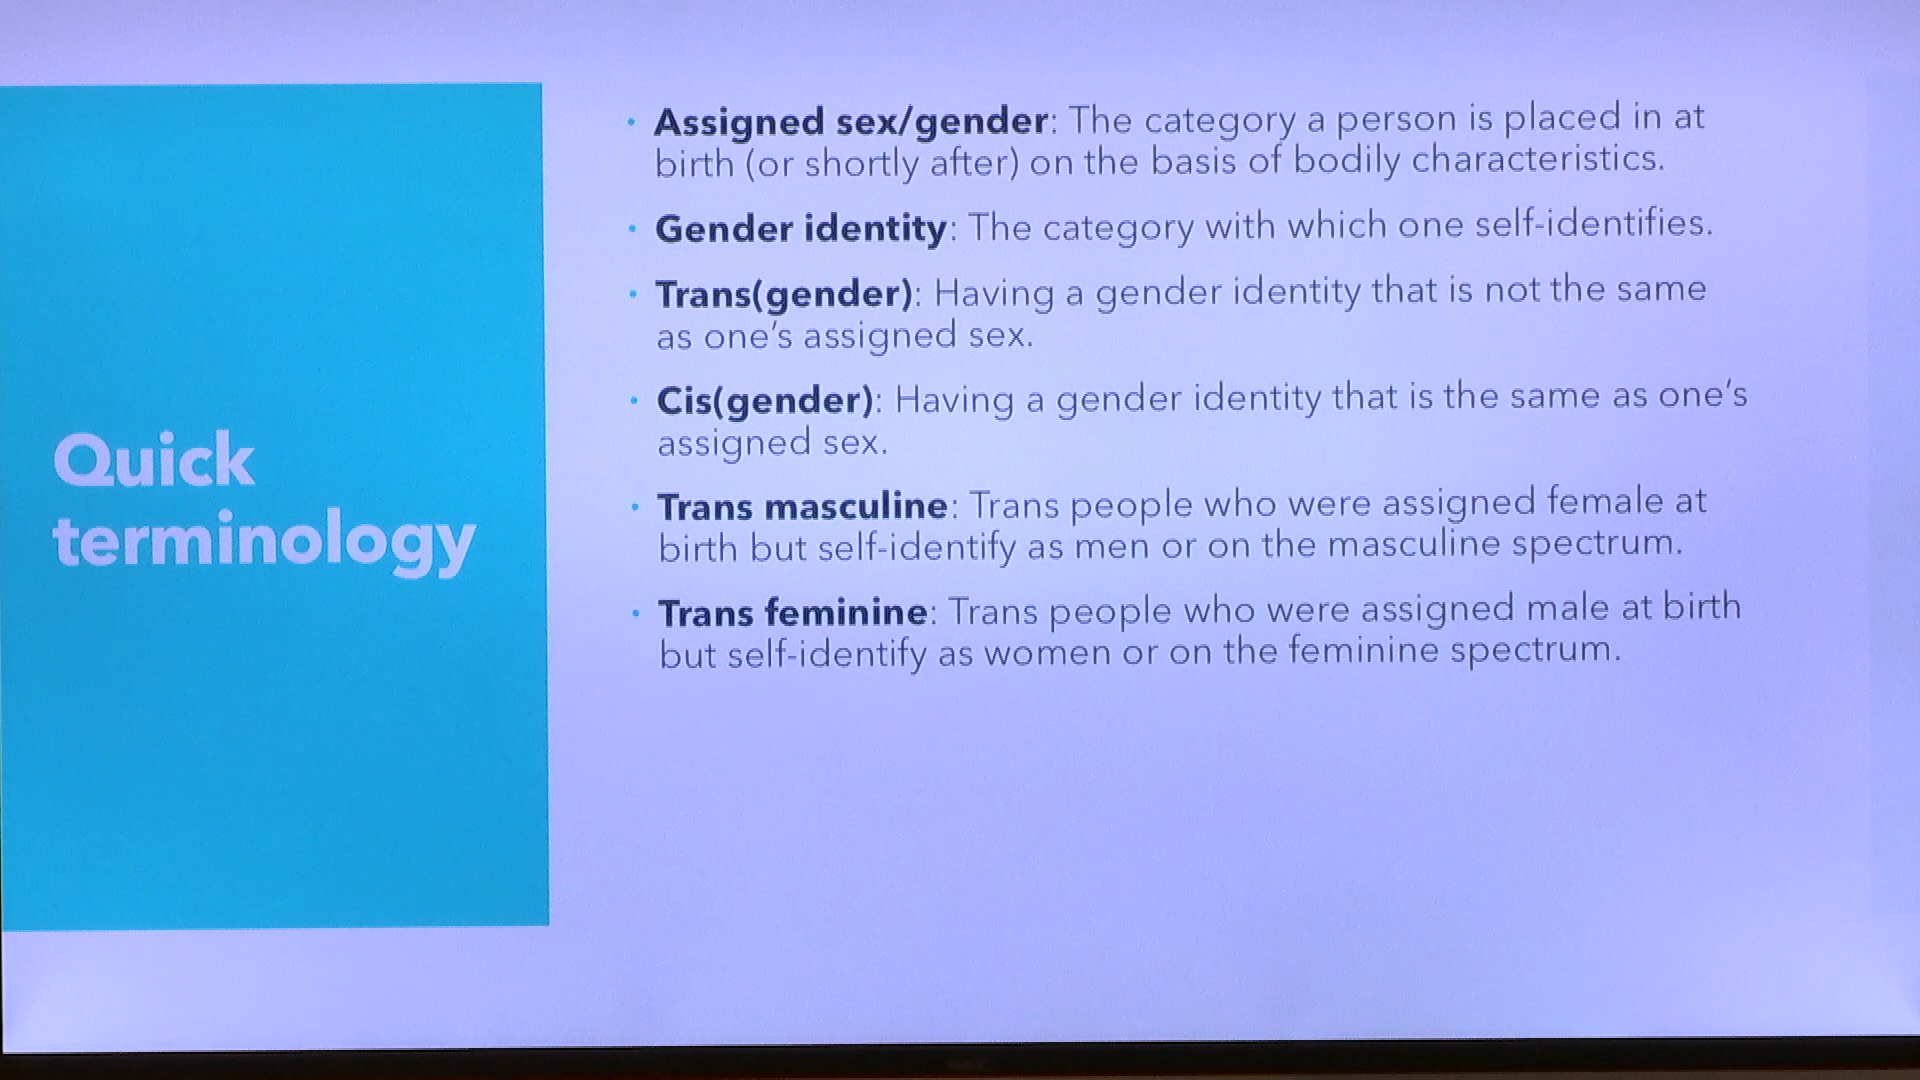 Quick
terminology
• Assigned sex/gender: The category a person is placed in at
birth (or shortly after) on the basis of bodily characteristics.
• Gender identity: The category with which one self-identifies.
• Trans(gender): Having a gender identity that is not the same
as one's assigned sex.
• Cis(gender): Having a gender identity that is the same as one's
assigned sex.
• Trans masculine: Trans people who were assigned female at
birth but self-identify as men or on the masculine spectrum.
• Trans feminine: Trans people who were assigned male at birth
but self-identify as women or on the feminine spectrum.